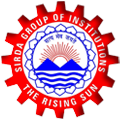 SIRDA GROUP OF INSTITUTIONS
THE RISING SUN